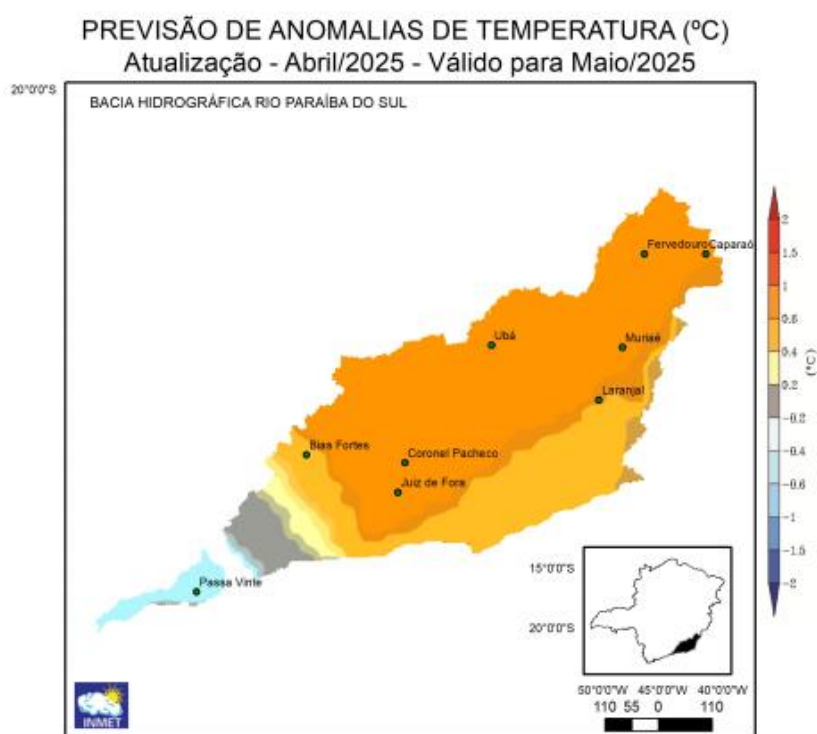 PREVISÃO DE ANOMALIAS DE TEMPERATURA (ºC)
Atualização - Abril/2025 - Válido para Maio/2025
20°0'0"S
BACIA HIDROGRÁFICA RIO PARAÍBA DO SUL
Fervedouro
Caparaó
Ubá
Muriaé
Laranjal
Bias Fortes
Coronel Pacheco
Juiz de Fora
Passa Vinte
2
1.5
1
0.6
0.4
0.2
-0.2
-0.4
-0.6
-1
-1.5
-2
(°C)
15°0'0"S
20°0'0"S
50°0'0"W 45°0'0"W 40°0'0"W
110 55 0 110
INMET